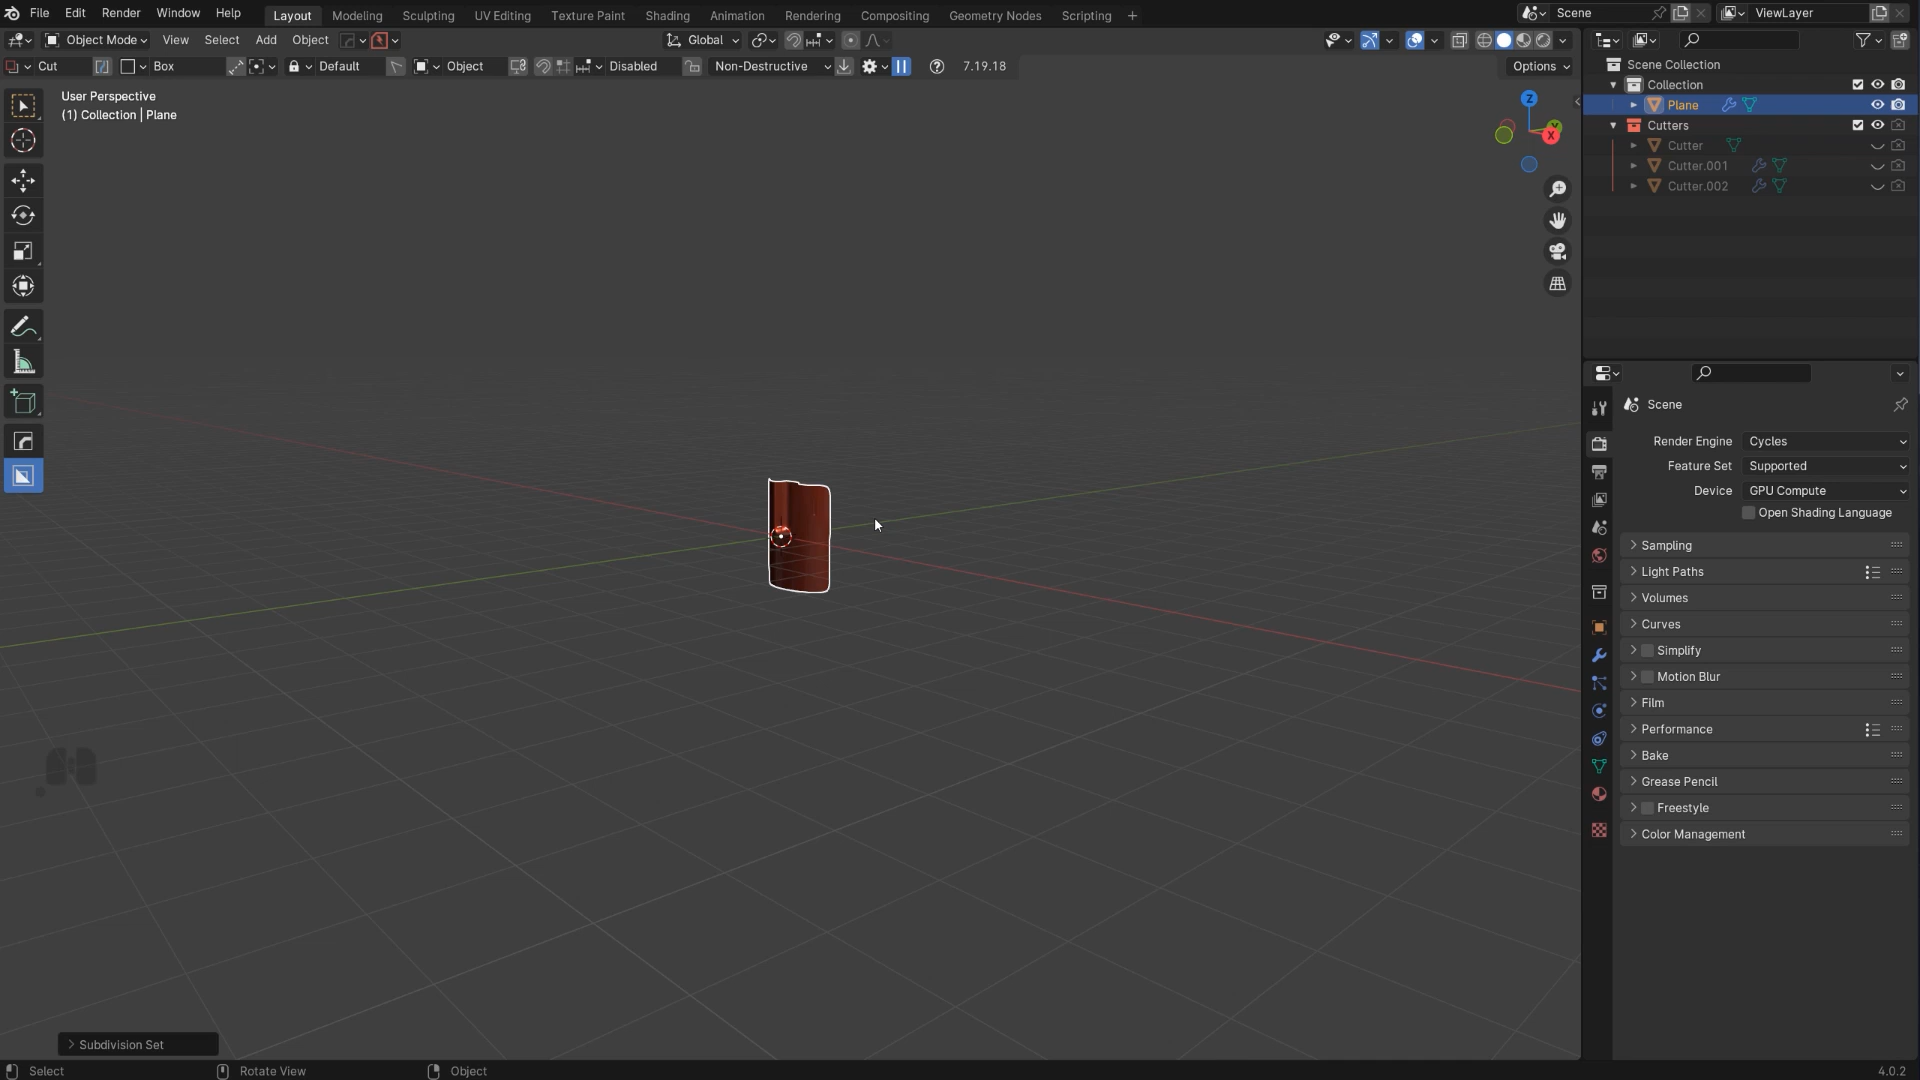 File Edit Render Window Help Layout Modeling Sculpting UV Editing Texture Paint Shading Animation Rendering Compositing Geometry Nodes Scripting + Scene ViewLayer
Object Mode View Select Add Object Global
Cut Box Default Object Disabled Non-Destructive 7.19.18 Options
User Perspective
(1) Collection | Plane
Z
Y
X
Scene Collection
Collection
Plane
Cutters
Cutter
Cutter.001
Cutter.002
Scene
Render Engine Cycles
Feature Set Supported
Device GPU Compute
Open Shading Language
Sampling
Light Paths
Volumes
Curves
Simplify
Motion Blur
Film
Performance
Bake
Grease Pencil
Freestyle
Color Management
Subdivision Set
Select Rotate View Object 4.0.2